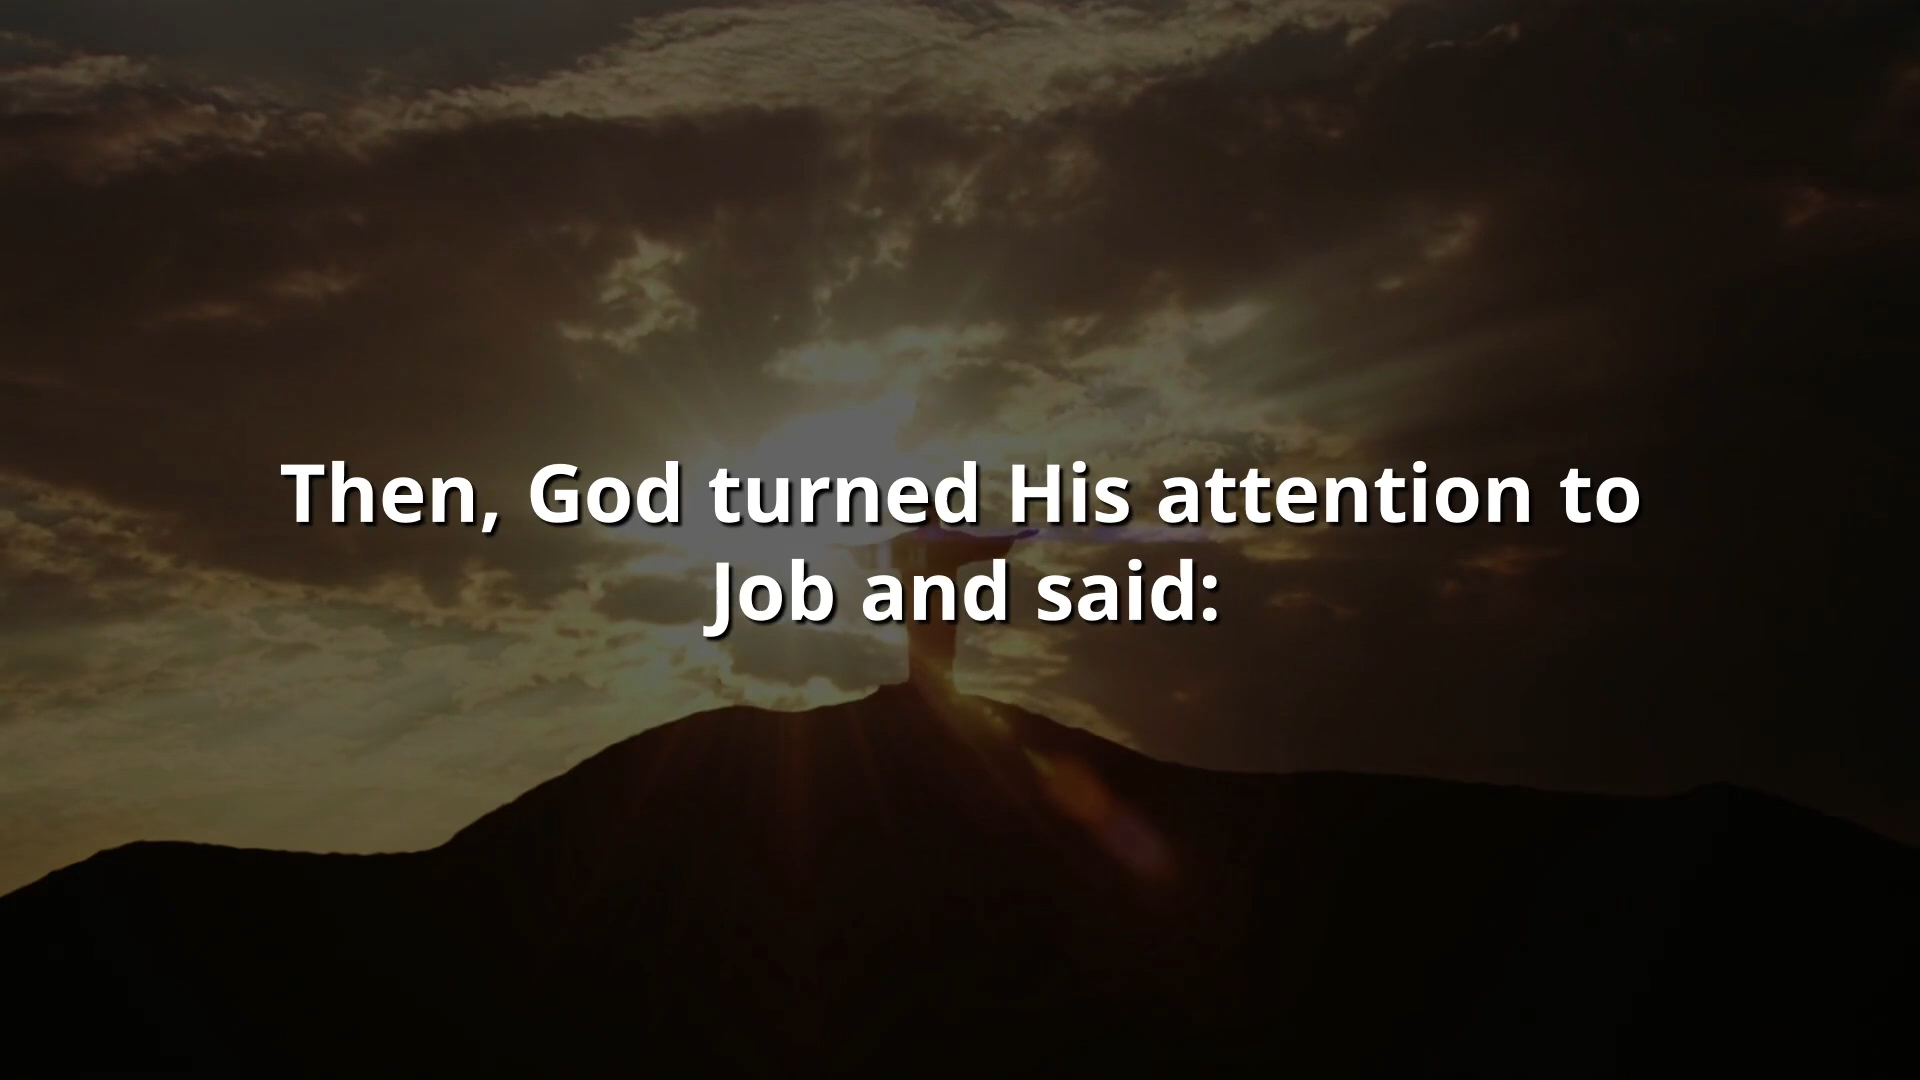 Then, God turned His attention to
Job and said: